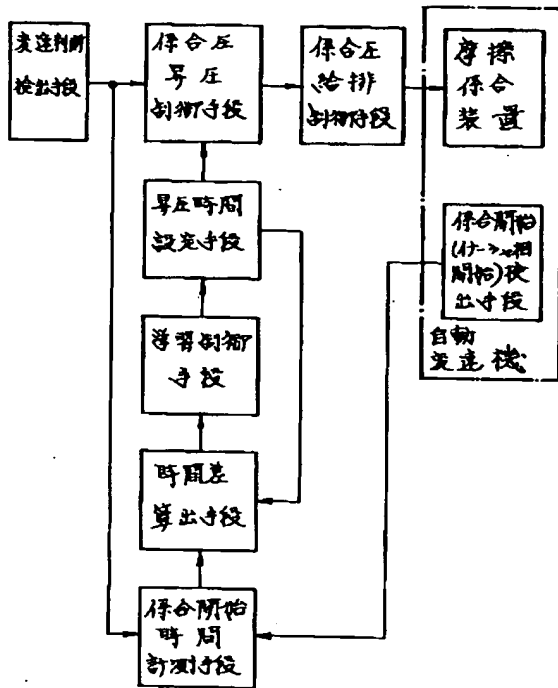 変速判断
検出手段
係合圧
昇圧
制御手段
係合圧
給排
制御手段
摩擦
係合
装置
昇圧時間
設定手段
係合開始
(イナーシャ相
開始)検
出手段
自動
変速機
学習制御
手段
時間差
算出手段
係合開始
時間
計測手段